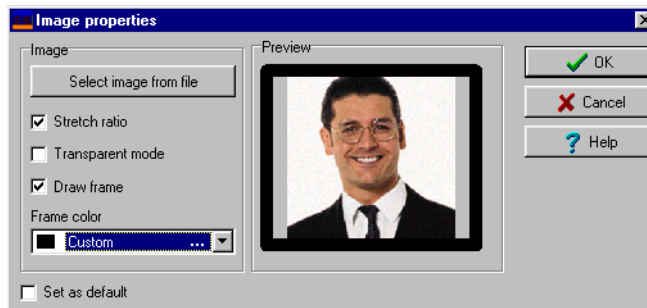 Image properties
Image
Select image from file
Stretch ratio
Transparent mode
Draw frame
Frame color
Custom ...
Set as default
Preview
OK
Cancel
Help